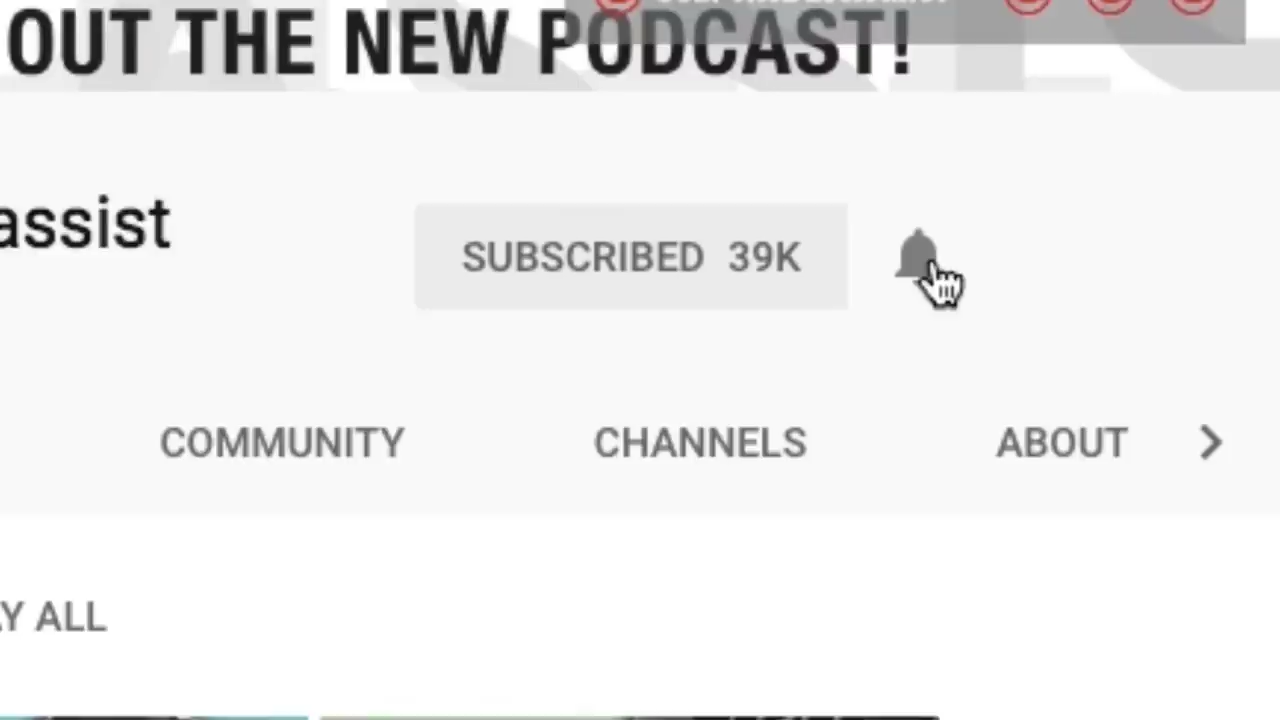 OUT THE NEW PODCAST!
assist
SUBSCRIBED 39K
COMMUNITY CHANNELS ABOUT
Y ALL